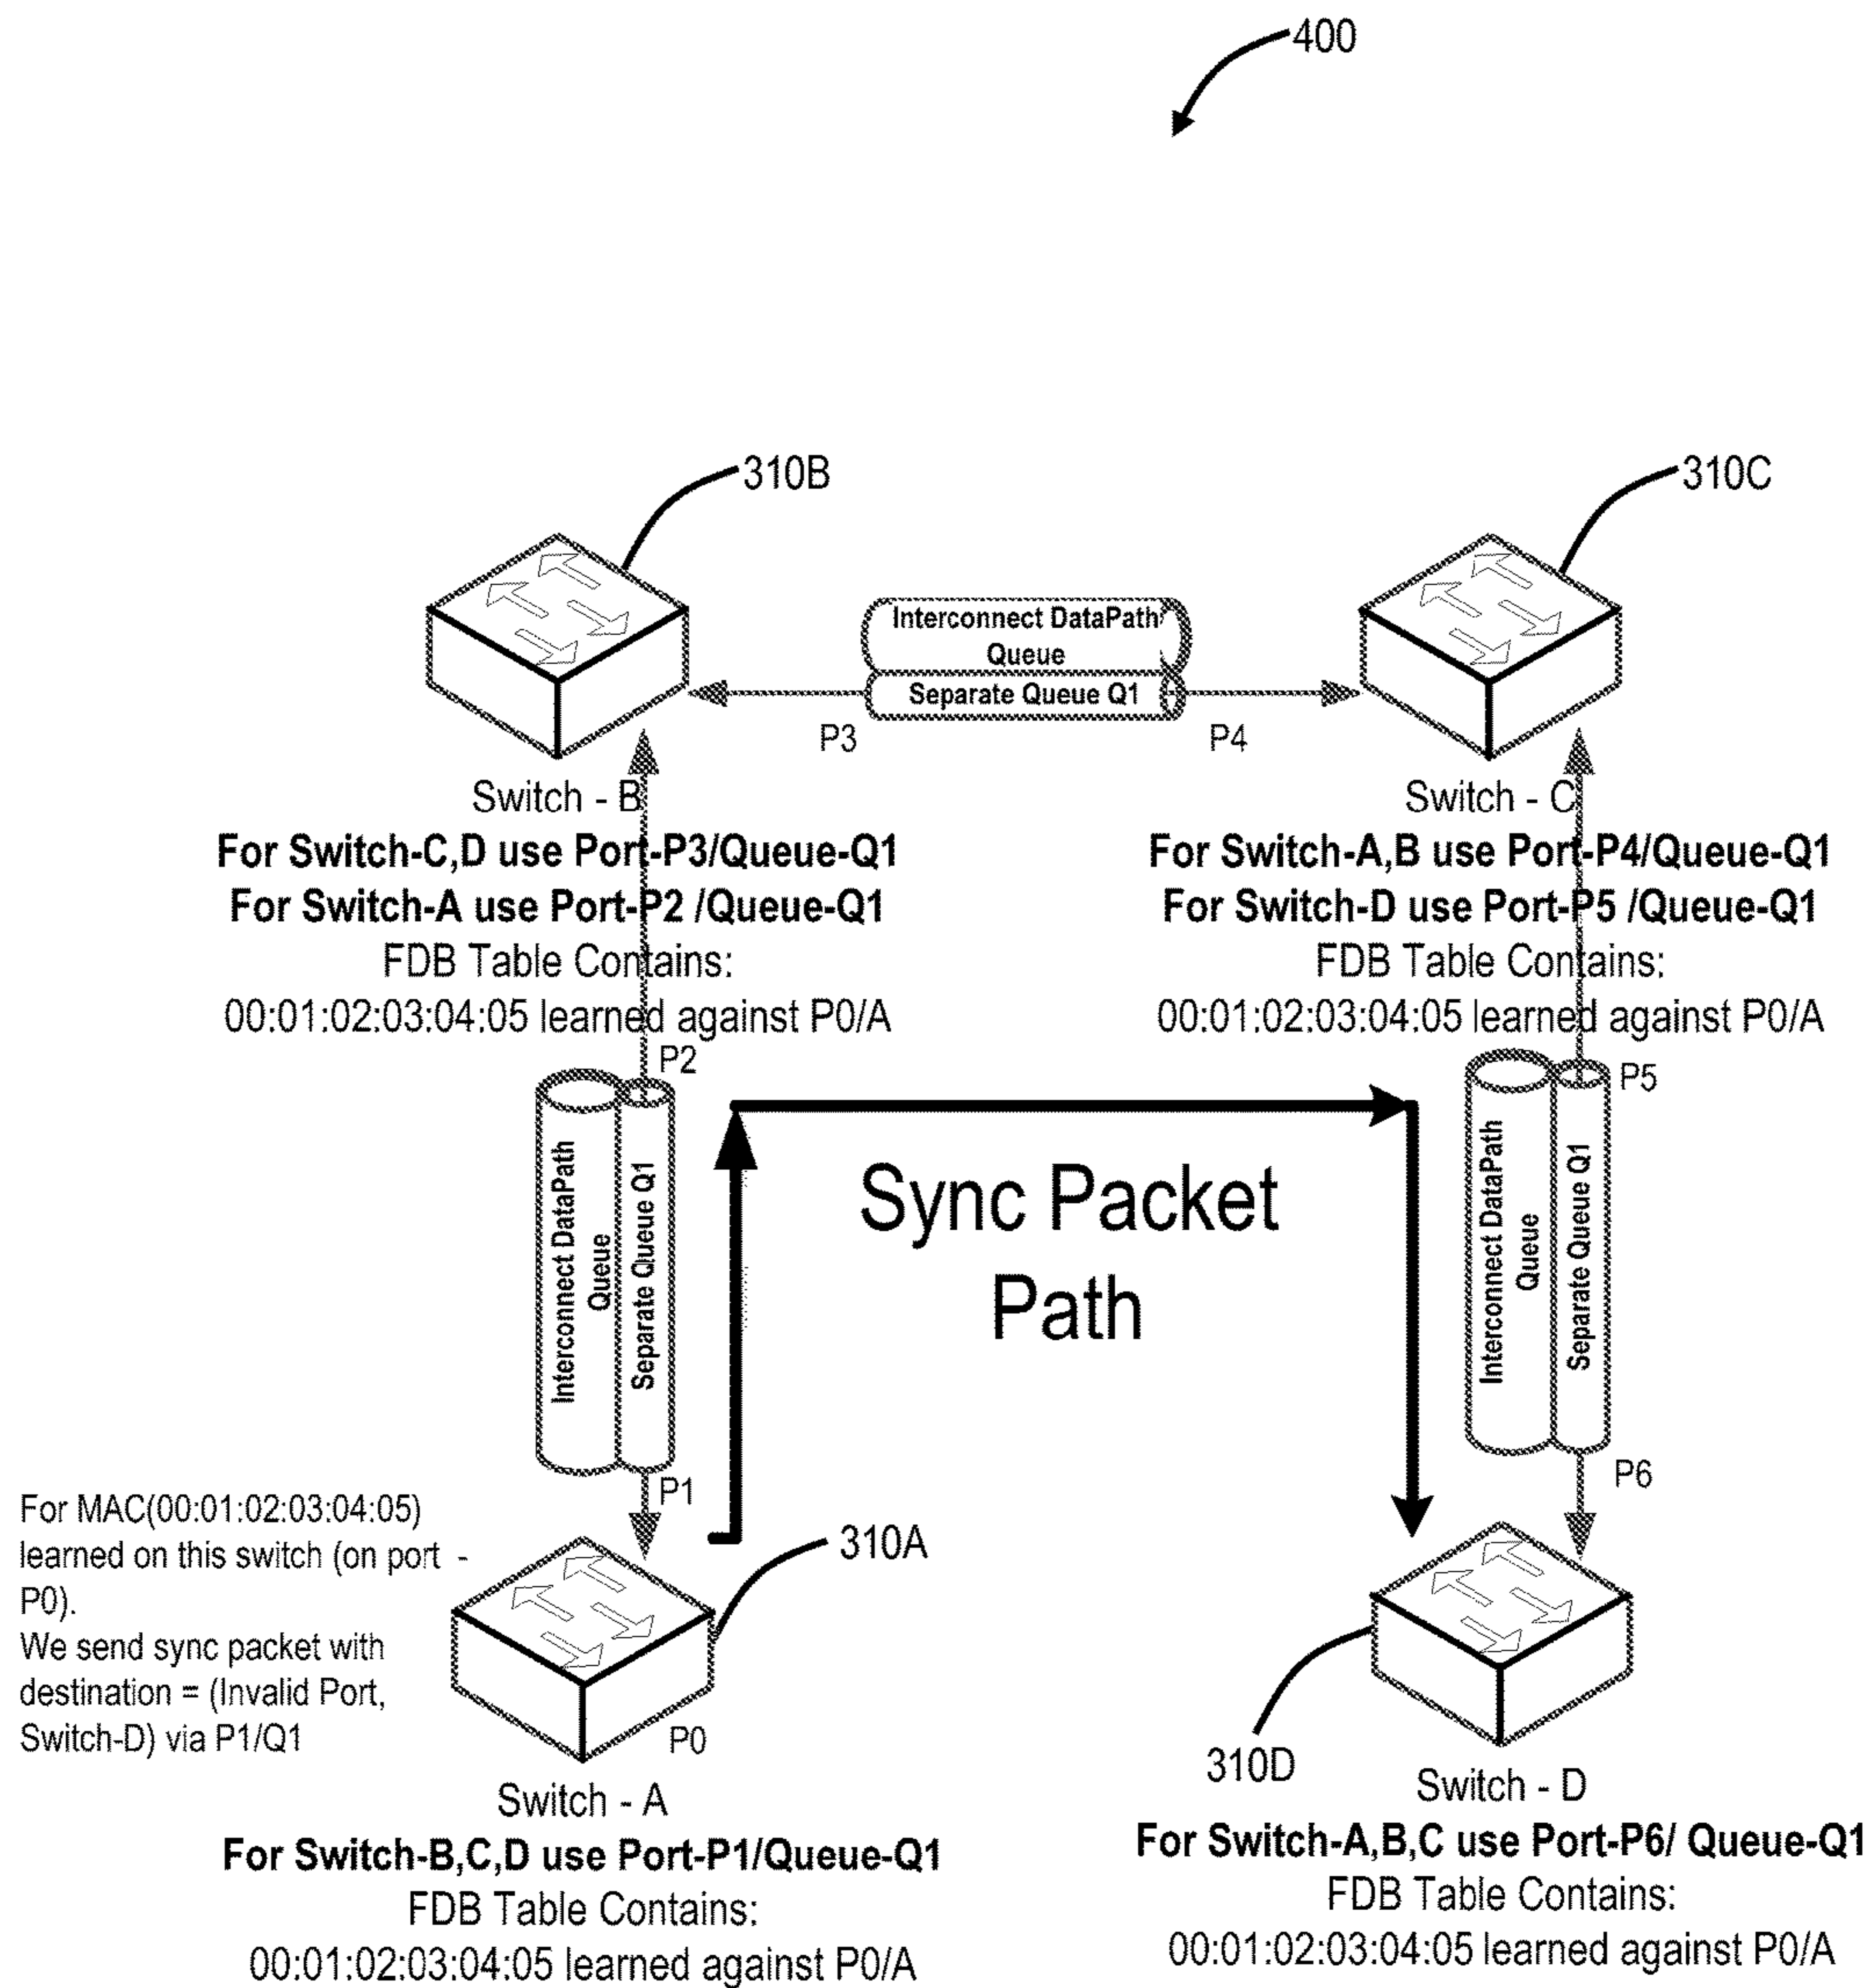 400
310B
310C
Interconnect DataPath
Queue
Separate Queue Q1
P3
P4
Switch - B
For Switch-C,D use Port-P3/Queue-Q1
For Switch-A use Port-P2 /Queue-Q1
FDB Table Contains:
00:01:02:03:04:05 learned against P0/A
Switch - C
For Switch-A,B use Port-P4/Queue-Q1
For Switch-D use Port-P5 /Queue-Q1
FDB Table Contains:
00:01:02:03:04:05 learned against P0/A
P2
Interconnect DataPath
Queue
Separate Queue Q1
P1
Sync Packet
Path
P5
Interconnect DataPath
Queue
Separate Queue Q1
P6
For MAC(00:01:02:03:04:05)
learned on this switch (on port -
P0).
We send sync packet with
destination = (Invalid Port,
Switch-D) via P1/Q1
310A
P0
Switch - A
For Switch-B,C,D use Port-P1/Queue-Q1
FDB Table Contains:
00:01:02:03:04:05 learned against P0/A
310D
Switch - D
For Switch-A,B,C use Port-P6/ Queue-Q1
FDB Table Contains:
00:01:02:03:04:05 learned against P0/A